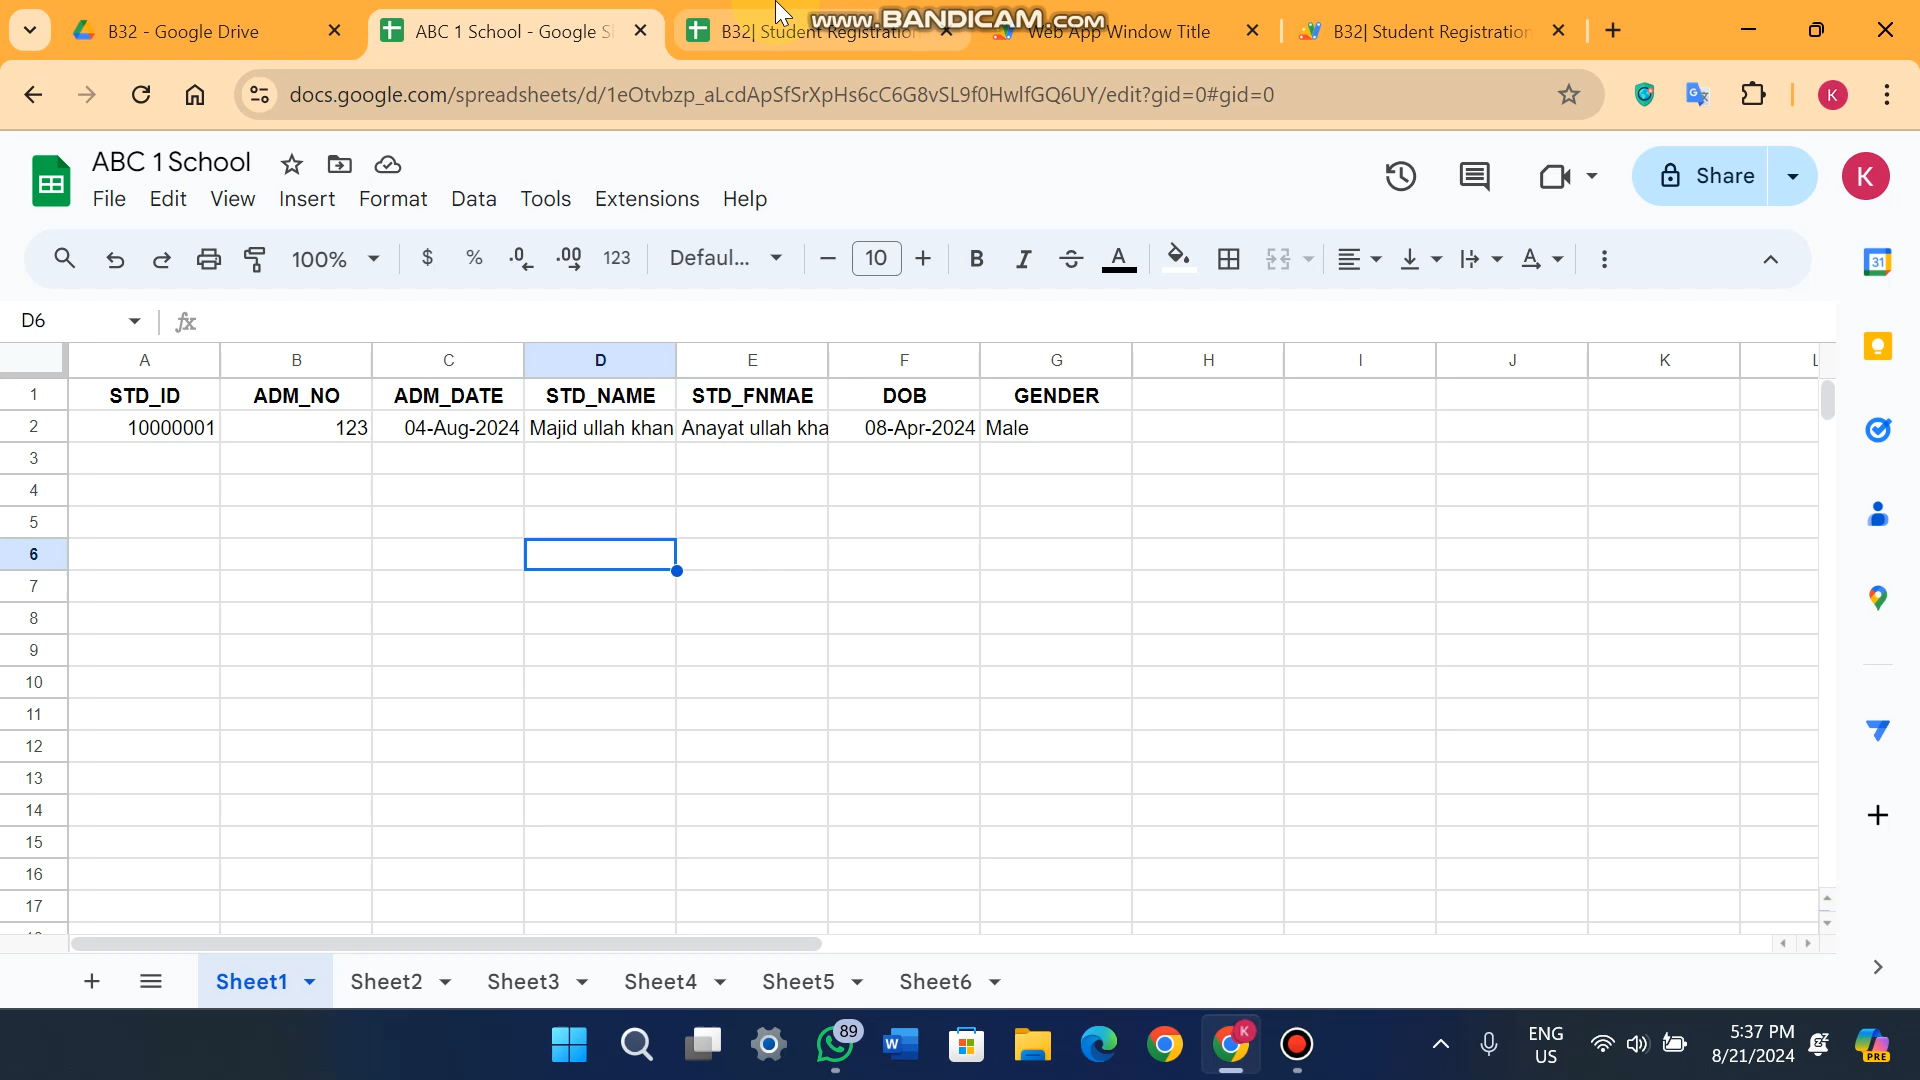 B32 - Google Drive
ABC 1 School - Google S
B32| Student Registration
Web App Window Title
B32| Student Registration
www.BANDICAM.com
docs.google.com/spreadsheets/d/1eOtvbzp_aLcdApSfSrXpHs6cC6G8vSL9f0HwIfGQ6UY/edit?gid=0#gid=0
K
ABC 1 School
File Edit View Insert Format Data Tools Extensions Help
Share
K
100% $ % .0 .00 123 Defaul... 10 B I A A
31
D6 fx
A B C D E F G H I J K L
1 STD_ID ADM_NO ADM_DATE STD_NAME STD_FNMAE DOB GENDER
2 10000001 123 04-Aug-2024 Majid ullah khan Anayat ullah kha 08-Apr-2024 Male
3
4
5
6
7
8
9
10
11
12
13
14
15
16
17
Sheet1 Sheet2 Sheet3 Sheet4 Sheet5 Sheet6
89
W
K
ENG
US
5:37 PM
8/21/2024
PRE